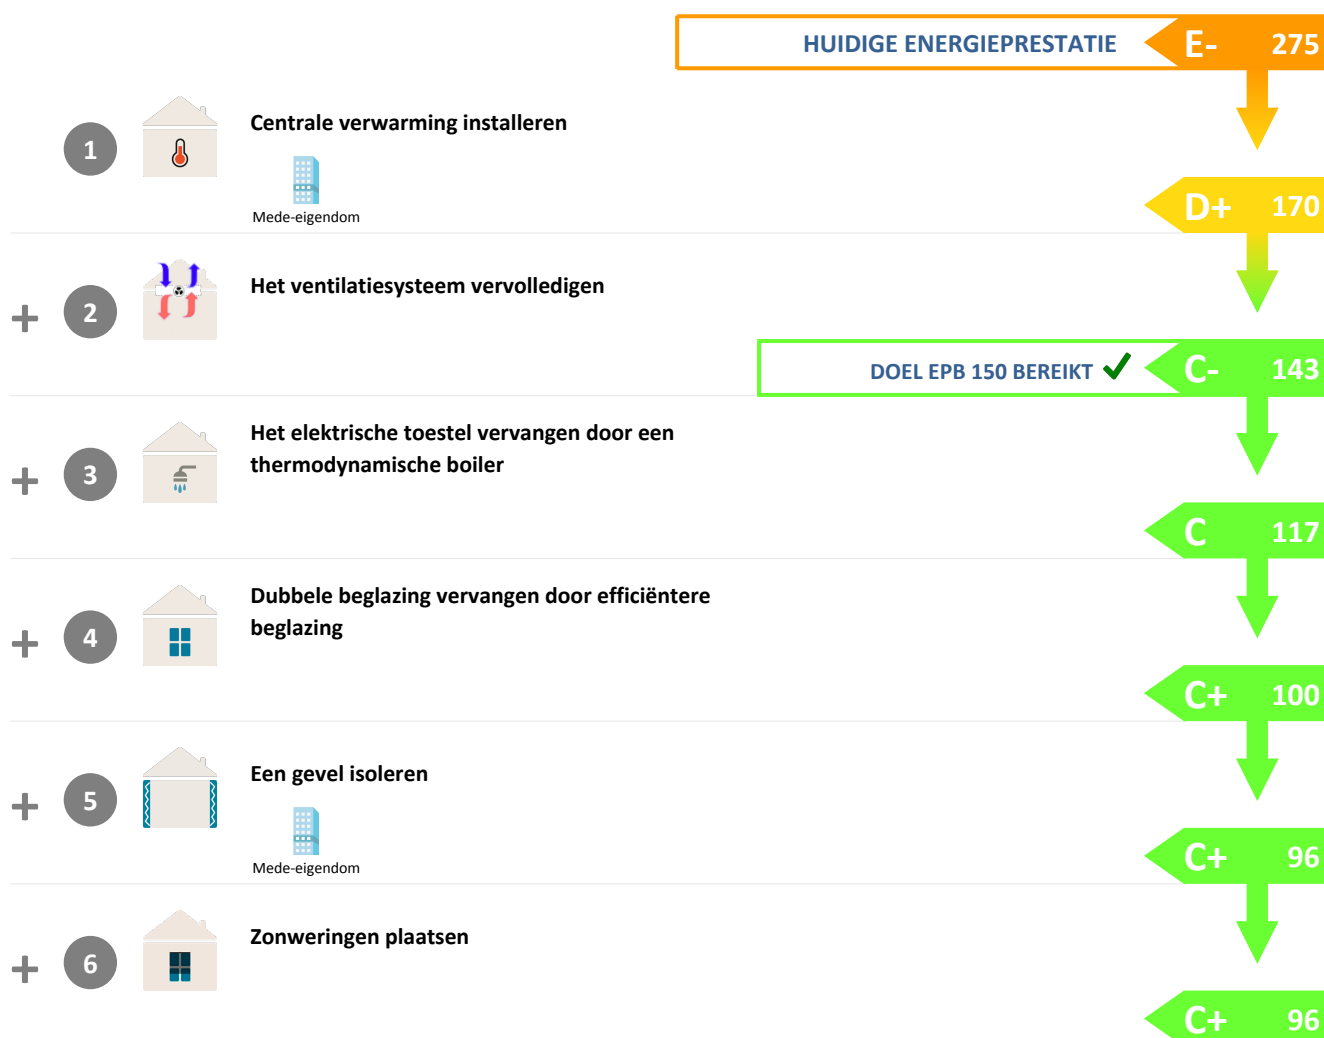 HUIDIGE ENERGIEPRESTATIE E- 275
1 Centrale verwarming installeren
Mede-eigendom
D+ 170
+ 2 Het ventilatiesysteem vervolledigen
DOEL EPB 150 BEREIKT C- 143
+ 3 Het elektrische toestel vervangen door een
thermodynamische boiler
C 117
+ 4 Dubbele beglazing vervangen door efficiëntere
beglazing
C+ 100
+ 5 Een gevel isoleren
Mede-eigendom
C+ 96
+ 6 Zonweringen plaatsen
C+ 96